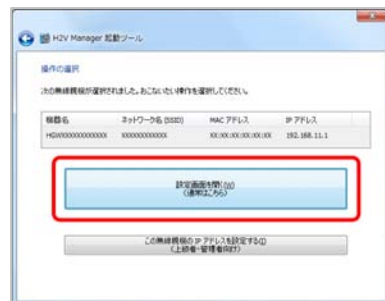 H2V Manager 起動ツール
操作の選択
次の無線親機が選択されました。おこないたい操作を選択してください。
機器名 ネットワーク名 (SSID) MAC アドレス IP アドレス
HGWXXXXXXXXXXXX XXXXXXXXXXXX XX:XX:XX:XX:XX:XX 192.168.11.1
設定画面を開く(W)
(通常はこちら)
この無線親機の IP アドレスを設定する(I)
(上級者・管理者向け)